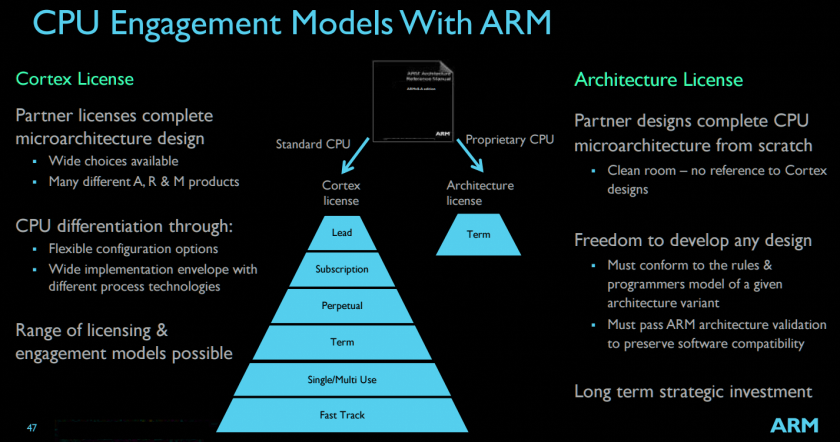 CPU Engagement Models With ARM
Cortex License
Partner licenses complete
microarchitecture design
▪ Wide choices available
▪ Many different A, R & M products
CPU differentiation through:
▪ Flexible configuration options
▪ Wide implementation envelope with
different process technologies
Range of licensing &
engagement models possible
ARM® Architecture
Reference Manual
ARMv8, A edition
ARM
Standard CPU
Proprietary CPU
Cortex
license
Architecture
license
Lead
Subscription
Perpetual
Term
Single/Multi Use
Fast Track
Term
Architecture License
Partner designs complete CPU
microarchitecture from scratch
▪ Clean room – no reference to Cortex
designs
Freedom to develop any design
▪ Must conform to the rules &
programmers model of a given
architecture variant
▪ Must pass ARM architecture validation
to preserve software compatibility
Long term strategic investment
47
ARM